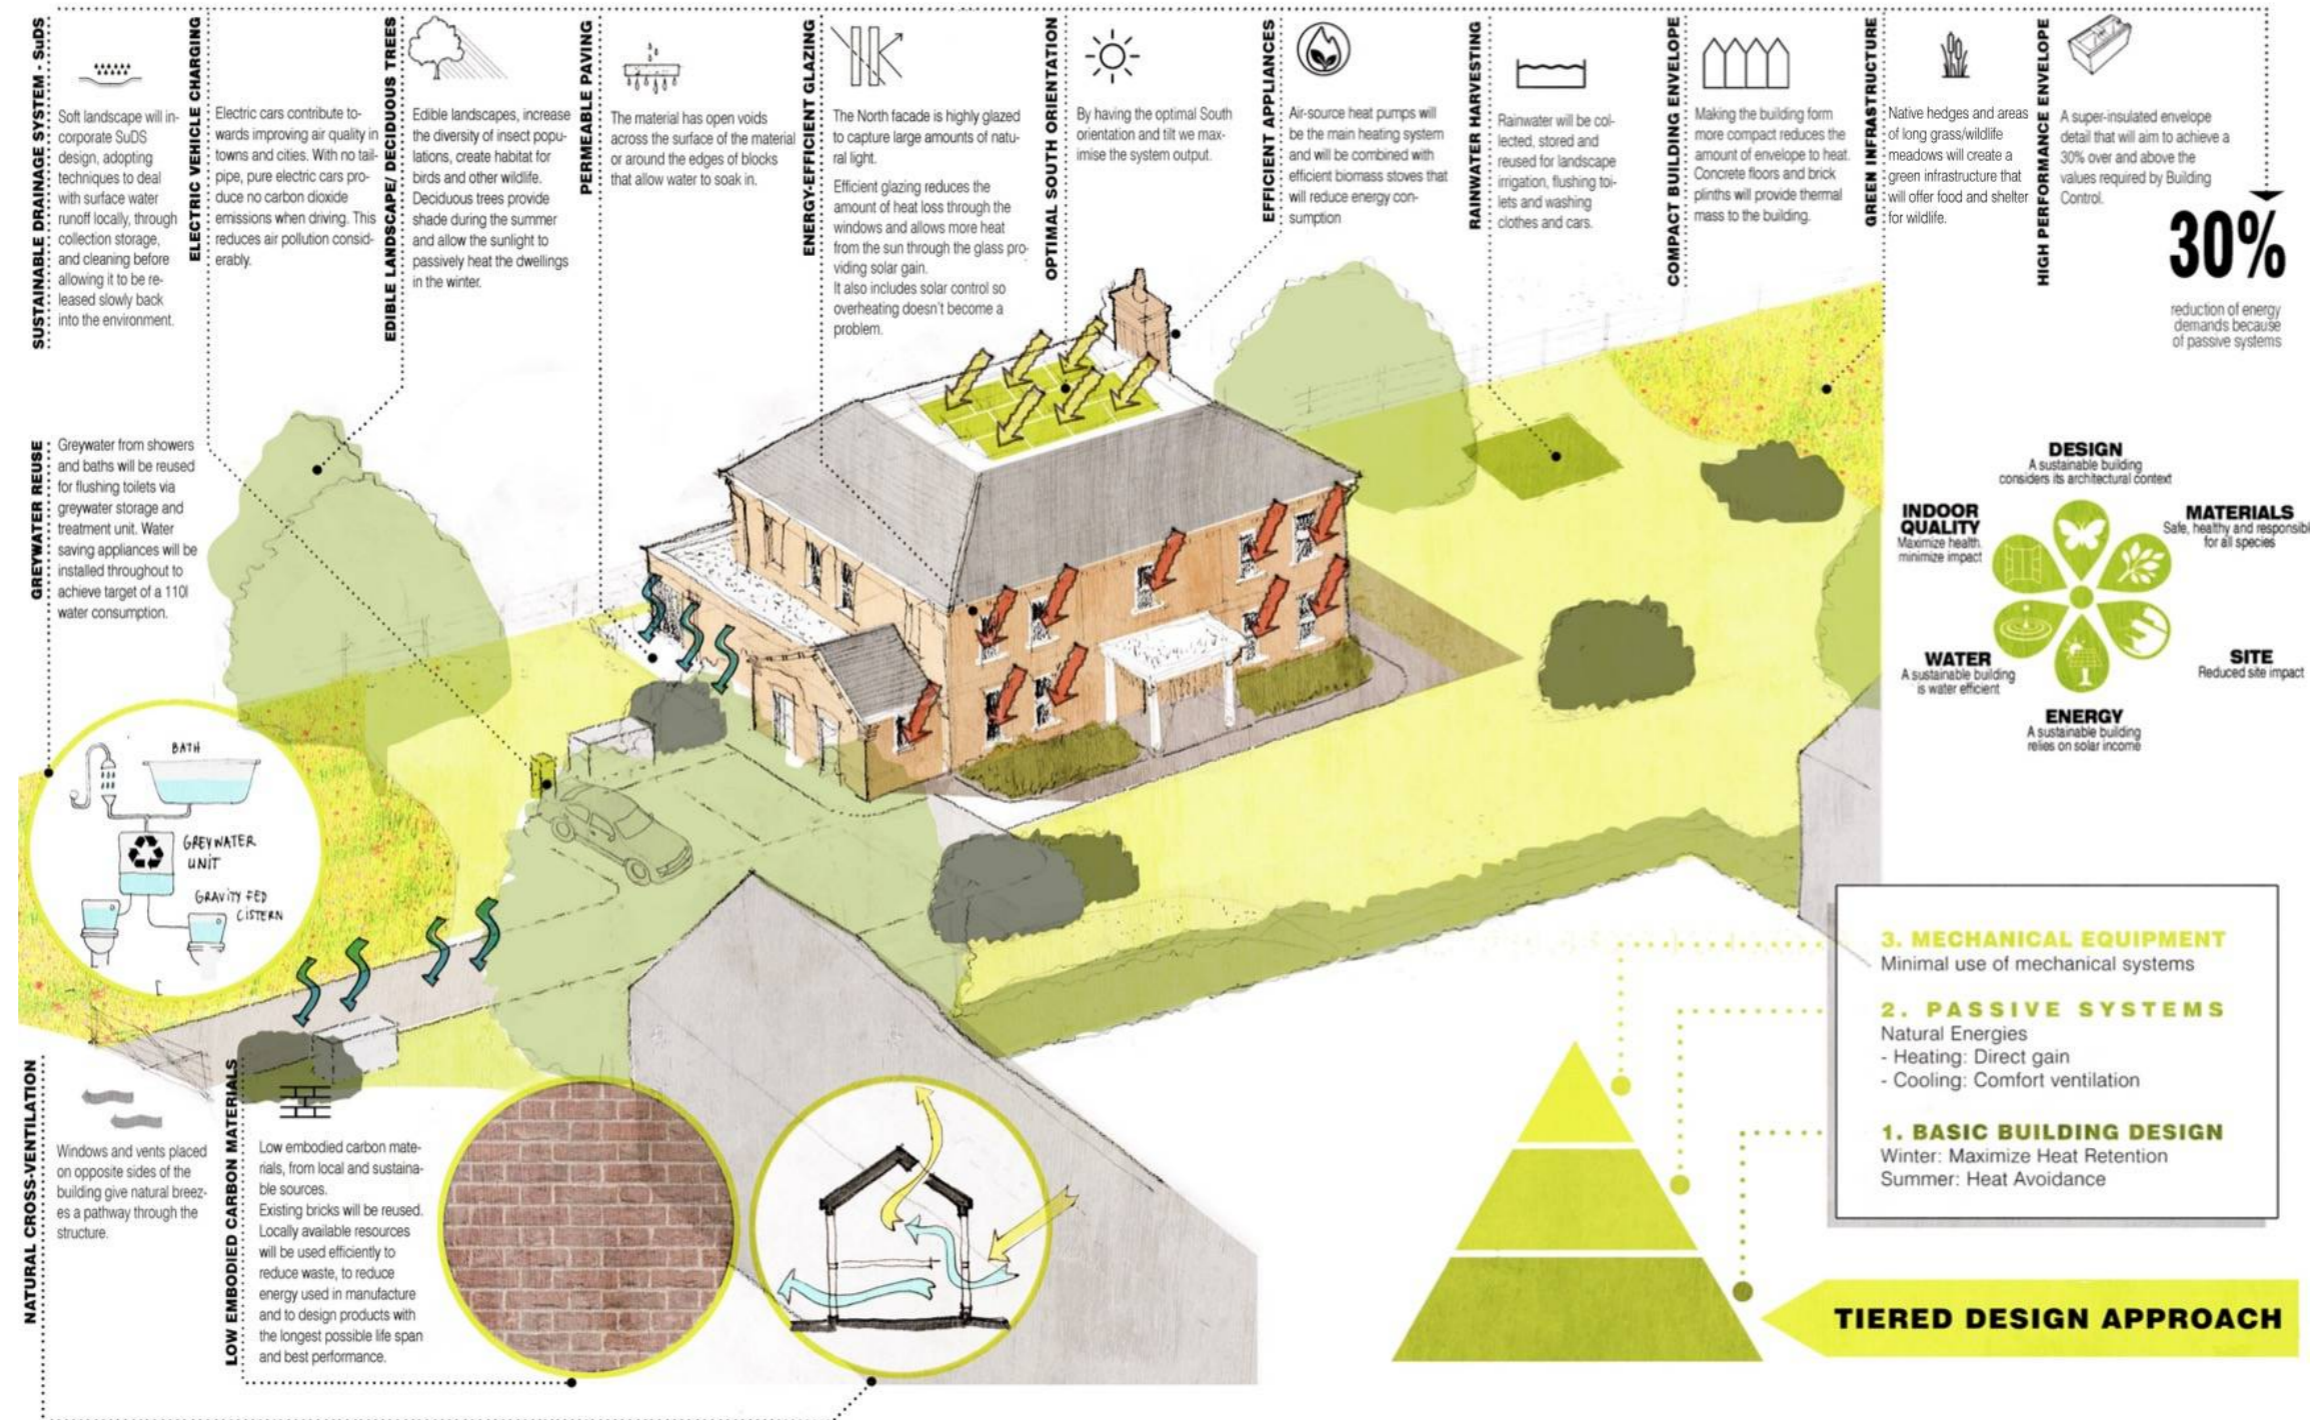 SUSTAINABLE DRAINAGE SYSTEM - SuDS
Soft landscape will in-
corporate SuDS
design, adopting
techniques to deal
with surface water
runoff locally, through
collection storage,
and cleaning before
allowing it to be re-
leased slowly back
into the environment.
ELECTRIC VEHICLE CHARGING
Electric cars contribute to-
wards improving air quality in
towns and cities. With no tail-
pipe, pure electric cars pro-
duce no carbon dioxide
emissions when driving. This
reduces air pollution consid-
erably.
EDIBLE LANDSCAPE/ DECIDUOUS TREES
Edible landscapes, increase
the diversity of insect popu-
lations, create habitat for
birds and other wildlife.
Deciduous trees provide
shade during the summer
and allow the sunlight to
passively heat the dwellings
in the winter.
PERMEABLE PAVING
The material has open voids
across the surface of the material
or around the edges of blocks
that allow water to soak in.
ENERGY-EFFICIENT GLAZING
The North facade is highly glazed
to capture large amounts of natu-
ral light.
Efficient glazing reduces the
amount of heat loss through the
windows and allows more heat
from the sun through the glass pro-
viding solar gain.
It also includes solar control so
overheating doesn't become a
problem.
OPTIMAL SOUTH ORIENTATION
By having the optimal South
orientation and tilt we max-
imise the system output.
EFFICIENT APPLIANCES
Air-source heat pumps will
be the main heating system
and will be combined with
efficient biomass stoves that
will reduce energy con-
sumption
RAINWATER HARVESTING
Rainwater will be col-
lected, stored and
reused for landscape
irrigation, flushing toi-
lets and washing
clothes and cars.
COMPACT BUILDING ENVELOPE
Making the building form
more compact reduces the
amount of envelope to heat.
Concrete floors and brick
plinths will provide thermal
mass to the building.
GREEN INFRASTRUCTURE
Native hedges and areas
of long grass/wildlife
meadows will create a
green infrastructure that
will offer food and shelter
for wildlife.
HIGH PERFORMANCE ENVELOPE
A super-insulated envelope
detail that will aim to achieve a
30% over and above the
values required by Building
Control.
30%
reduction of energy
demands because
of passive systems
GREYWATER REUSE
Greywater from showers
and baths will be reused
for flushing toilets via
greywater storage and
treatment unit. Water
saving appliances will be
installed throughout to
achieve target of a 110l
water consumption.
BATH
GREYWATER
UNIT
GRAVITY FED
CISTERN
DESIGN
A sustainable building
considers its architectural context
INDOOR
QUALITY
Maximize health
minimize impact
MATERIALS
Safe, healthy and responsibl
for all species
WATER
A sustainable building
is water efficient
SITE
Reduced site impact
ENERGY
A sustainable building
relies on solar income
NATURAL CROSS-VENTILATION
Windows and vents placed
on opposite sides of the
building give natural breez-
es a pathway through the
structure.
LOW EMBODIED CARBON MATERIALS
Low embodied carbon mate-
rials, from local and sustaina-
ble sources.
Existing bricks will be reused.
Locally available resources
will be used efficiently to
reduce waste, to reduce
energy used in manufacture
and to design products with
the longest possible life span
and best performance.
3. MECHANICAL EQUIPMENT
Minimal use of mechanical systems
2. PASSIVE SYSTEMS
Natural Energies
- Heating: Direct gain
- Cooling: Comfort ventilation
1. BASIC BUILDING DESIGN
Winter: Maximize Heat Retention
Summer: Heat Avoidance
TIERED DESIGN APPROACH